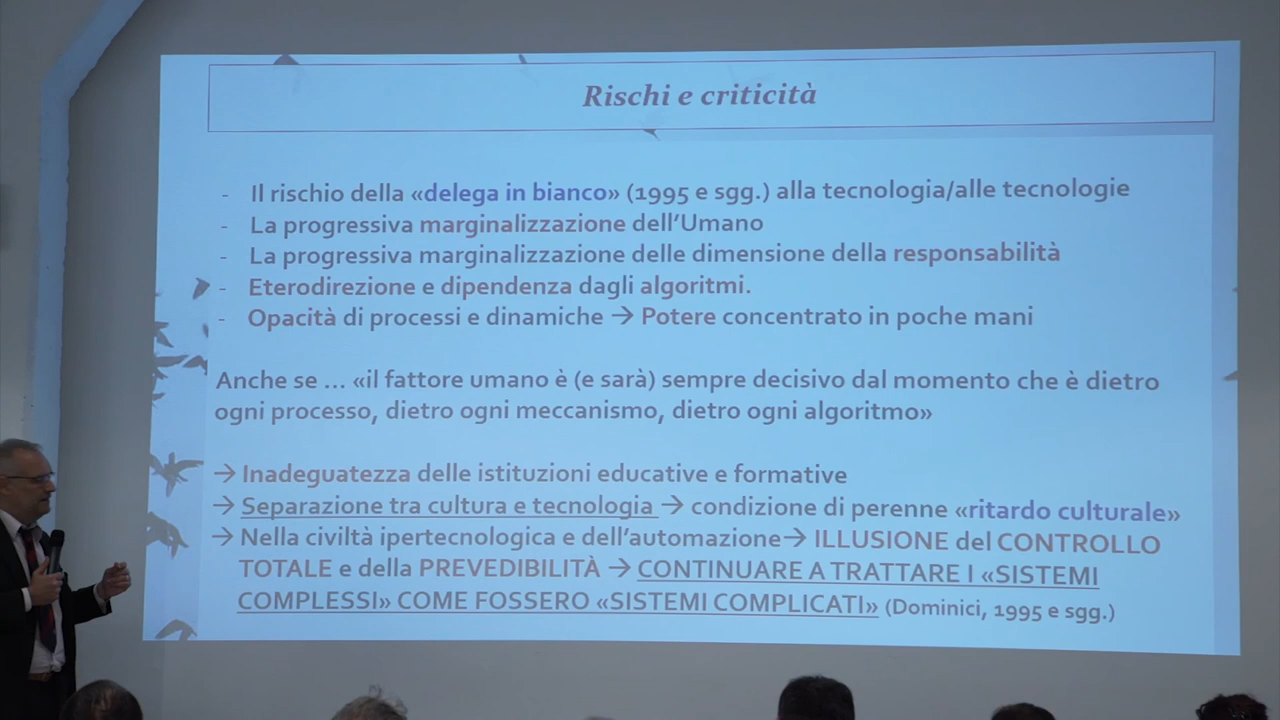 Rischi e criticità
- Il rischio della «delega in bianco» (1995 e sgg.) alla tecnologia/alle tecnologie
- La progressiva marginalizzazione dell'Umano
- La progressiva marginalizzazione delle dimensione della responsabilità
- Eterodirezione e dipendenza dagli algoritmi.
- Opacità di processi e dinamiche → Potere concentrato in poche mani
Anche se ... «il fattore umano è (e sarà) sempre decisivo dal momento che è dietro
ogni processo, dietro ogni meccanismo, dietro ogni algoritmo»
→ Inadeguatezza delle istituzioni educative e formative
→ Separazione tra cultura e tecnologia → condizione di perenne «ritardo culturale»
→ Nella civiltà ipertecnologica e dell'automazione→ ILLUSIONE del CONTROLLO
TOTALE e della PREVEDIBILITÀ → CONTINUARE A TRATTARE I «SISTEMI
COMPLESSI» COME FOSSERO «SISTEMI COMPLICATI» (Dominici, 1995 e sgg.)